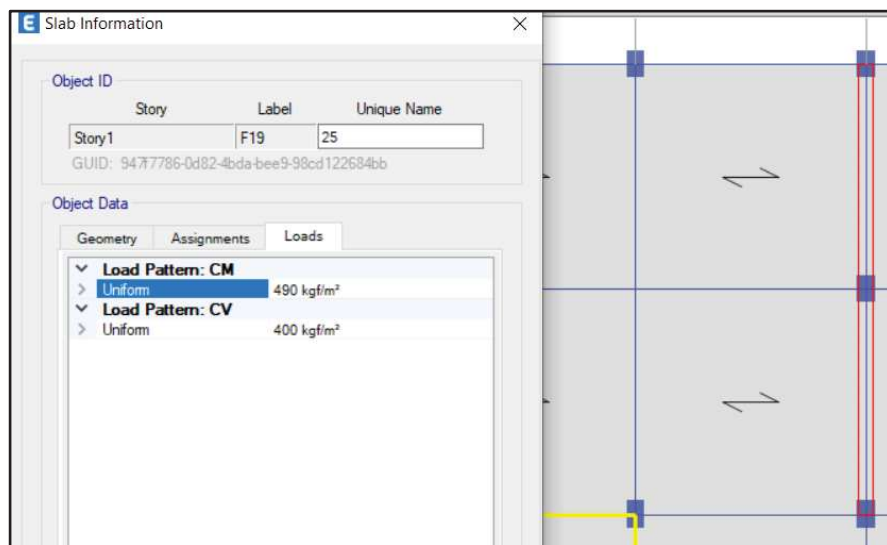 E Slab Information
Object ID
Story Label Unique Name
Story1 F19 25
GUID: 947f7786-0d82-4bda-bee9-98cd122684bb
Object Data
Geometry Assignments Loads
Load Pattern: CM
Uniform 490 kgf/m²
Load Pattern: CV
Uniform 400 kgf/m²